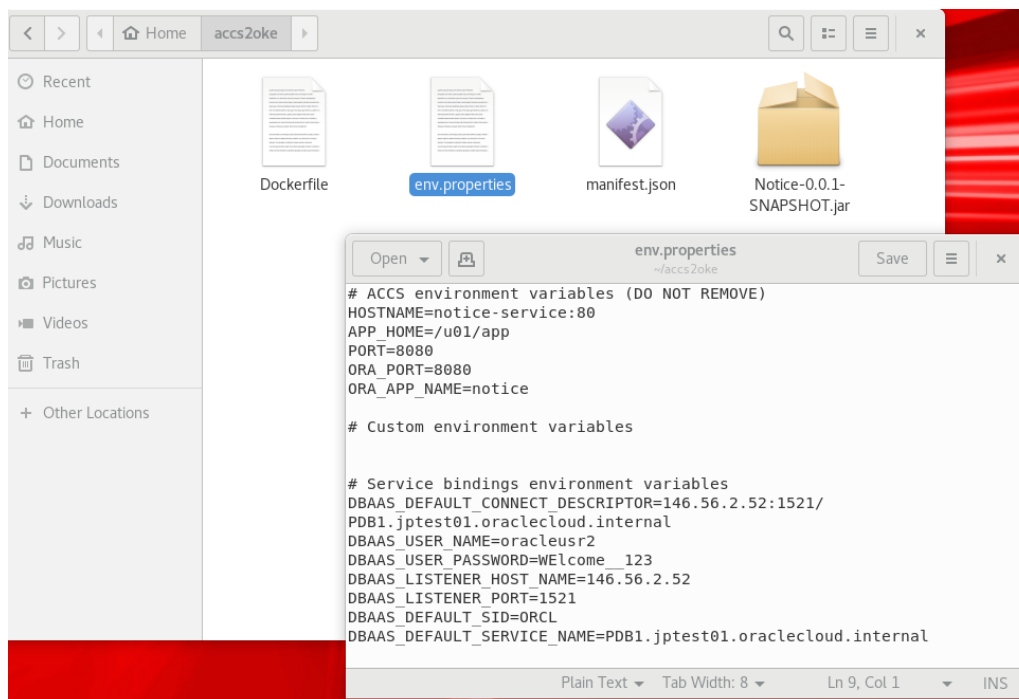 Home
accs2oke
Recent
Home
Documents
Downloads
Music
Pictures
Videos
Trash
+ Other Locations
Dockerfile
env.properties
manifest.json
Notice-0.0.1-
SNAPSHOT.jar
Open
env.properties
~/accs2oke
Save
# ACCS environment variables (DO NOT REMOVE)
HOSTNAME=notice-service:80
APP_HOME=/u01/app
PORT=8080
ORA_PORT=8080
ORA_APP_NAME=notice
# Custom environment variables
# Service bindings environment variables
DBAAS_DEFAULT_CONNECT_DESCRIPTOR=146.56.2.52:1521/
PDB1.jptest01.oraclecloud.internal
DBAAS_USER_NAME=oracleusr2
DBAAS_USER_PASSWORD=WElcome__123
DBAAS_LISTENER_HOST_NAME=146.56.2.52
DBAAS_LISTENER_PORT=1521
DBAAS_DEFAULT_SID=ORCL
DBAAS_DEFAULT_SERVICE_NAME=PDB1.jptest01.oraclecloud.internal
Plain Text Tab Width: 8 Ln 9, Col 1 INS